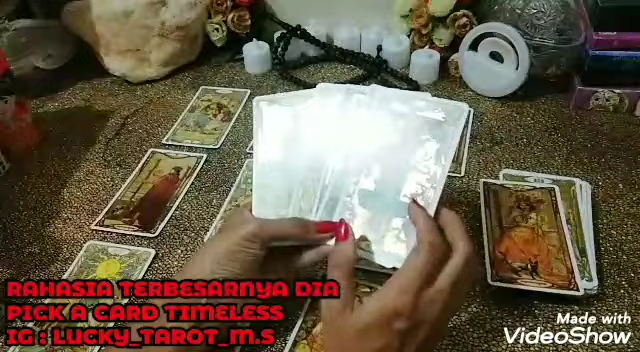 RAHASIA TERBESARNYA DIA
PICK A CARD TIMELESS
IG : LUCKY_TAROT_M.S
Made with
VideoShow